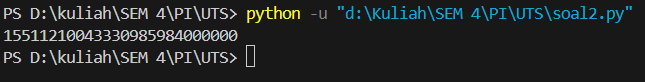 PS D:\kuliah\SEM 4\PI\UTS> python -u "d:\Kuliah\SEM 4\PI\UTS\soal2.py"
15511210043330985984000000
PS D:\kuliah\SEM 4\PI\UTS>